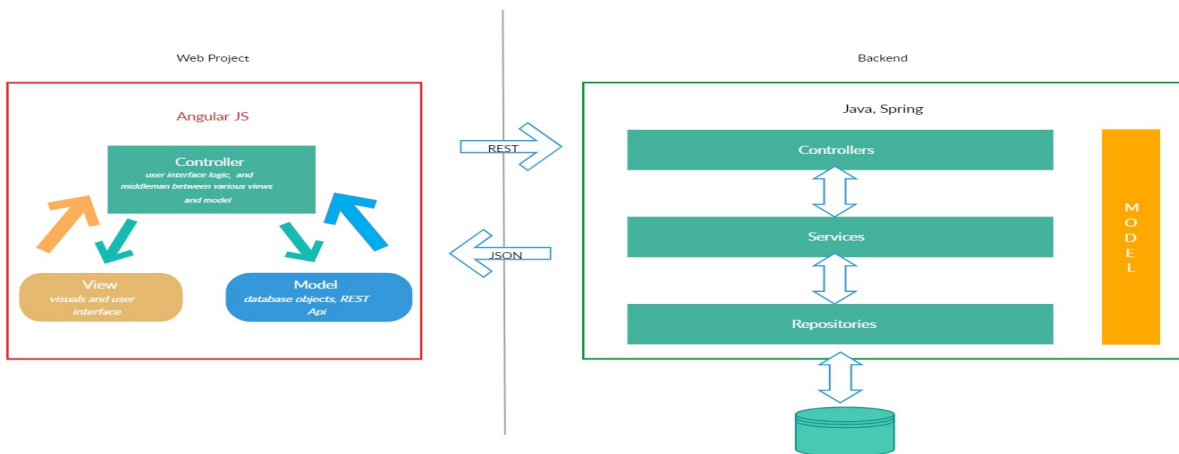 Web Project
Angular JS
Controller
user interface logic, and
middleman between various views
and model
View
visuals and user
interface
Model
database objects, REST
Api
REST
JSON
Backend
Java, Spring
Controllers
Services
Repositories
M
O
D
E
L